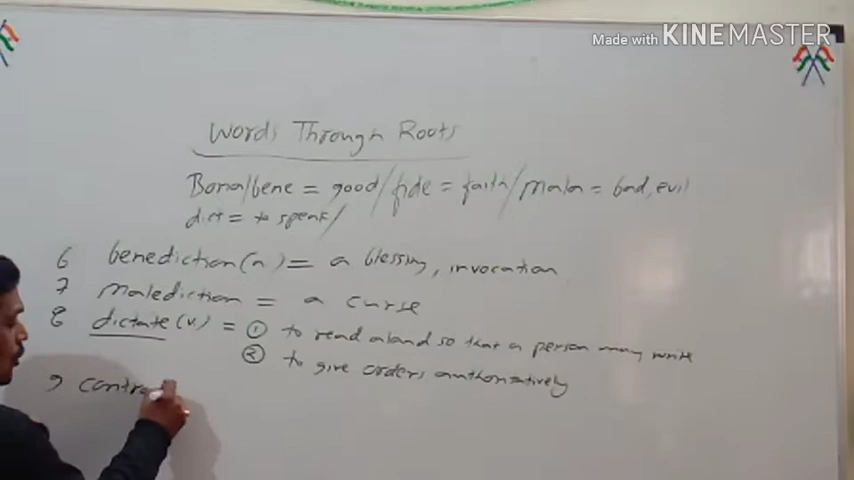 Made with KINEMASTER
Words Through Roots
Bona/bene = good/fide = faith/mala = bad, evil
dict = to speak/
6 benediction(n) = a blessing, invocation
7 malediction = a curse
8 dictate (v) = ① to read aloud so that a person may write
② to give orders authoritatively
9 contra